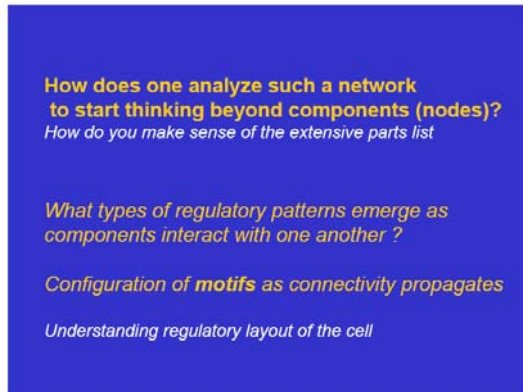 How does one analyze such a network
to start thinking beyond components (nodes)?
How do you make sense of the extensive parts list
What types of regulatory patterns emerge as
components interact with one another ?
Configuration of motifs as connectivity propagates
Understanding regulatory layout of the cell